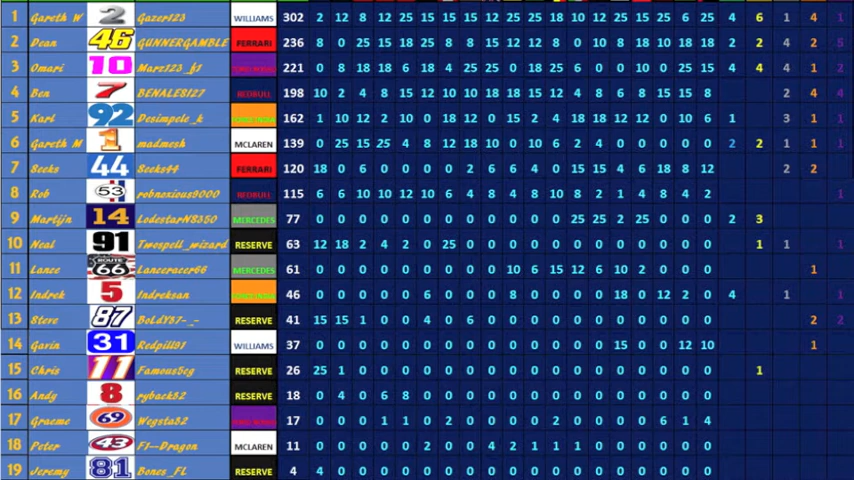 1 Gareth W 2 Gazer123 WILLIAMS 302 2 12 8 12 25 15 15 15 12 25 25 18 10 12 25 15 25 6 25 4 6 1 4 1
2 Dean 46 GUNNERGAMBLE FERRARI 236 8 0 25 15 18 25 8 8 15 12 12 8 0 10 8 18 10 18 18 2 2 4 2 5
3 Omari 10 Marz123_f1 221 0 8 18 18 6 18 4 25 25 0 18 25 6 0 0 10 0 25 15 4 4 4 1 2
4 Ben 7 BENALE8127 REDBULL 198 10 2 4 8 15 12 10 10 18 18 15 12 4 8 6 8 15 15 8 2 4 4
5 Karl 92 Desimpele_k 162 1 10 12 2 10 0 18 12 0 15 2 4 18 18 12 12 0 10 6 1 3 1 1
6 Gareth M 1 madmesh MCLAREN 139 0 25 15 25 4 8 12 18 10 0 10 6 2 4 0 0 0 0 0 2 2 1 1 1
7 Seeks 44 Seeks44 FERRARI 120 18 0 6 0 0 0 0 2 6 6 4 0 15 15 4 6 18 8 12 2 2
8 Rob 53 robnoxious9000 REDBULL 115 6 6 10 10 12 10 6 4 8 4 8 10 8 2 1 4 8 4 2 1
9 Martijn 14 LodestarN8350 MERCEDES 77 0 0 0 0 0 0 0 0 0 0 0 0 25 25 2 25 0 0 0 2 3
10 Neal 91 Twospell_wizard RESERVE 63 12 18 2 4 2 0 25 0 0 0 0 0 0 0 0 0 0 0 0 1 1 1
11 Lance ROUTE 66 Lanceracer66 MERCEDES 61 0 0 0 0 0 0 0 0 0 10 6 15 12 6 10 2 0 0 0 1
12 Indrek 5 Indreksan 46 0 0 0 0 0 6 0 0 0 8 0 0 0 0 18 0 12 2 0 4 1 1
13 Steve 87 BoLdY87-_- RESERVE 41 15 15 1 0 0 4 0 6 0 0 0 0 0 0 0 0 0 0 0 2 2
14 Gavin 31 Redpill91 WILLIAMS 37 0 0 0 0 0 0 0 0 0 0 0 0 0 0 15 0 0 12 10 1
15 Chris 11 Famous5eg RESERVE 26 25 1 0 0 0 0 0 0 0 0 0 0 0 0 0 0 0 0 0 1
16 Andy 8 ryback52 RESERVE 18 0 4 0 6 8 0 0 0 0 0 0 0 0 0 0 0 0 0 0
17 Graeme 69 Wegsta82 17 0 0 0 1 1 0 2 0 0 0 0 2 0 0 0 0 6 1 4
18 Peter 43 F1--Dragon MCLAREN 11 0 0 0 0 0 2 0 0 4 2 1 1 1 0 0 0 0 0 0
19 Jeremy 81 Bones_FL RESERVE 4 4 0 0 0 0 0 0 0 0 0 0 0 0 0 0 0 0 0 0